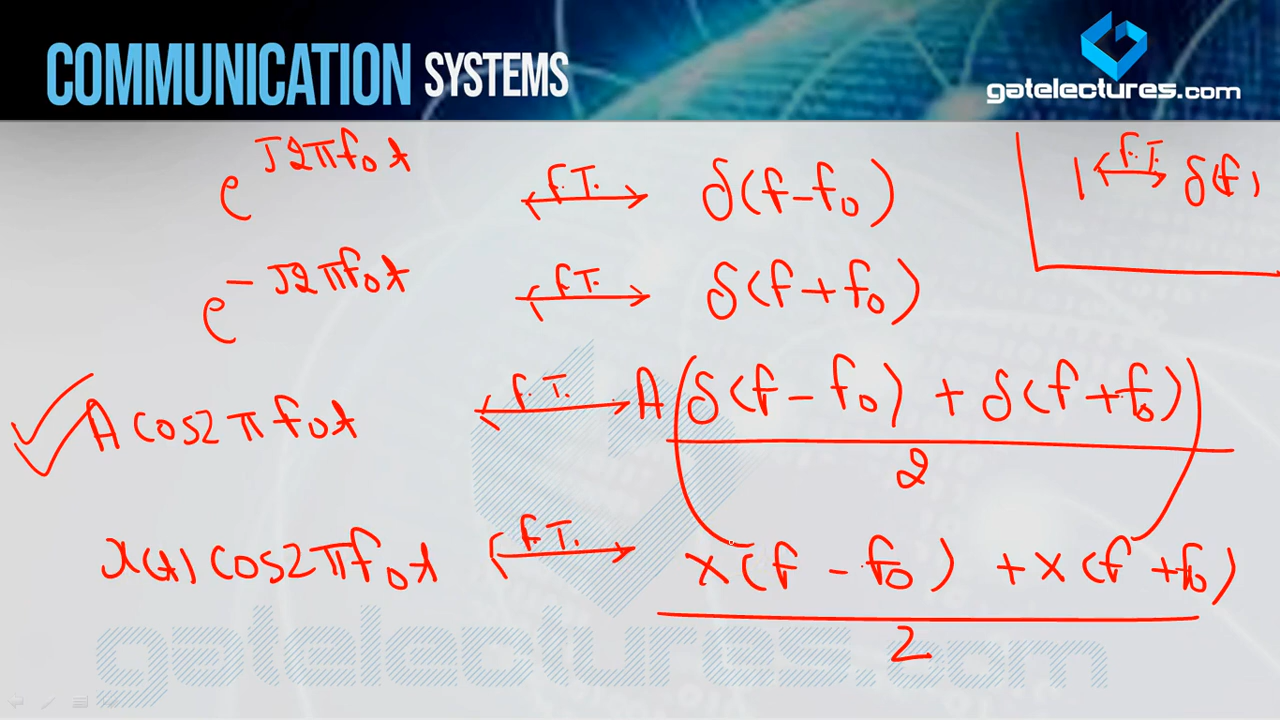 COMMUNICATION SYSTEMS
gatelectures.com
e^{J2πf₀t} ⟷ F.T. δ(f-f₀)
1 ⟷ F.T. δ(f)
e^{-J2πf₀t} ⟷ F.T. δ(f+f₀)
A cos2πf₀t ⟷ F.T. A(δ(f-f₀) + δ(f+f₀))
2
x(t) cos2πf₀t ⟷ F.T. X(f-f₀) + X(f+f₀)
2
gatelectures.com